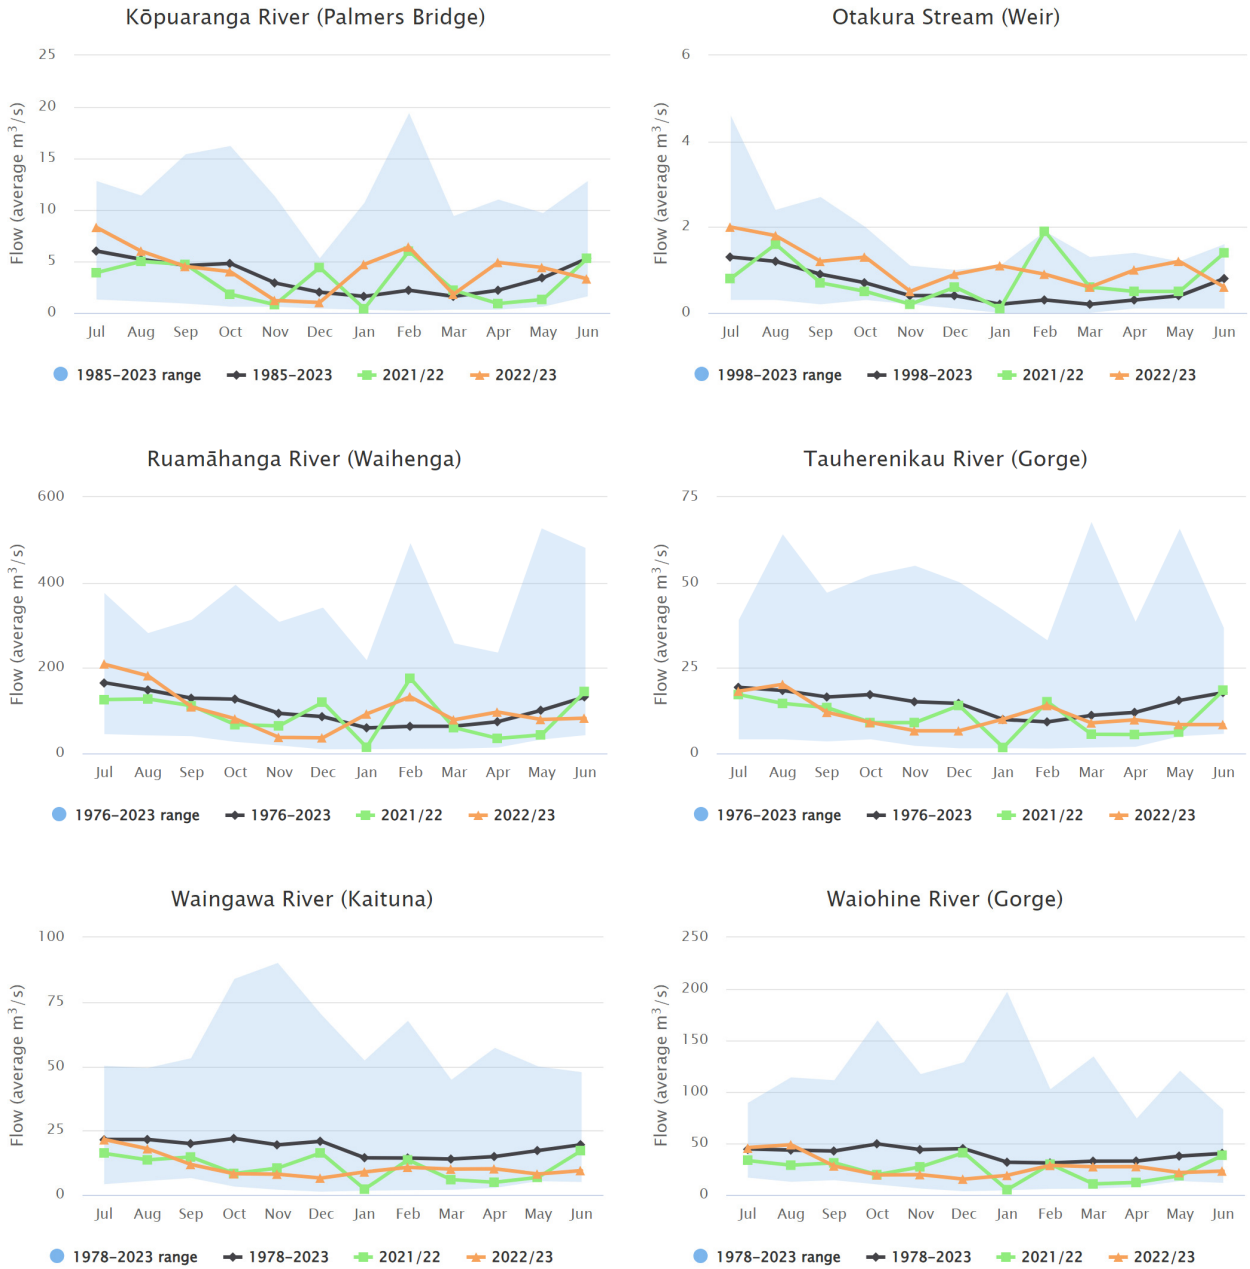 Kōpuaranga River (Palmers Bridge)
Flow (average m³/s)
25
20
15
10
5
0
Jul Aug Sep Oct Nov Dec Jan Feb Mar Apr May Jun
1985–2023 range 1985–2023 2021/22 2022/23
Otakura Stream (Weir)
Flow (average m³/s)
6
4
2
0
Jul Aug Sep Oct Nov Dec Jan Feb Mar Apr May Jun
1998–2023 range 1998–2023 2021/22 2022/23
Ruamāhanga River (Waihenga)
Flow (average m³/s)
600
400
200
0
Jul Aug Sep Oct Nov Dec Jan Feb Mar Apr May Jun
1976–2023 range 1976–2023 2021/22 2022/23
Tauherenikau River (Gorge)
Flow (average m³/s)
75
50
25
0
Jul Aug Sep Oct Nov Dec Jan Feb Mar Apr May Jun
1976–2023 range 1976–2023 2021/22 2022/23
Waingawa River (Kaituna)
Flow (average m³/s)
100
75
50
25
0
Jul Aug Sep Oct Nov Dec Jan Feb Mar Apr May Jun
1978–2023 range 1978–2023 2021/22 2022/23
Waiohine River (Gorge)
Flow (average m³/s)
250
200
150
100
50
0
Jul Aug Sep Oct Nov Dec Jan Feb Mar Apr May Jun
1978–2023 range 1978–2023 2021/22 2022/23